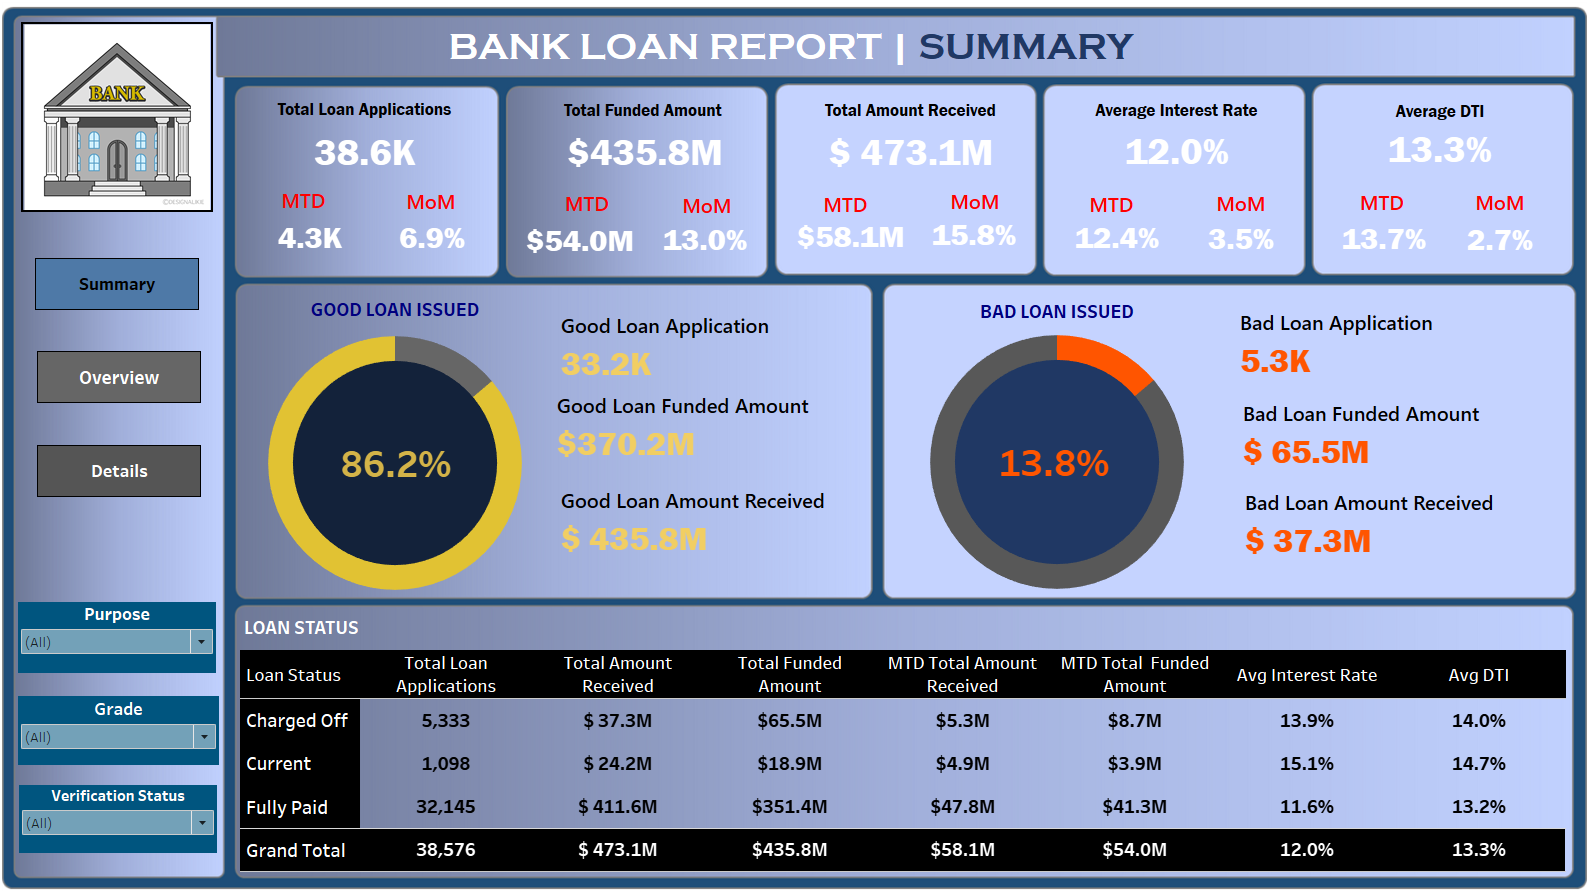 BANK LOAN REPORT | SUMMARY
BANK
©DESIGNALIKIE
Summary
Overview
Details
Purpose
(All)
Grade
(All)
Verification Status
(All)
Total Loan Applications
38.6K
MTD MoM
4.3K 6.9%
Total Funded Amount
$435.8M
MTD MoM
$54.0M 13.0%
Total Amount Received
$ 473.1M
MTD MoM
$58.1M 15.8%
Average Interest Rate
12.0%
MTD MoM
12.4% 3.5%
Average DTI
13.3%
MTD MoM
13.7% 2.7%
GOOD LOAN ISSUED
86.2%
Good Loan Application
33.2K
Good Loan Funded Amount
$370.2M
Good Loan Amount Received
$ 435.8M
BAD LOAN ISSUED
13.8%
Bad Loan Application
5.3K
Bad Loan Funded Amount
$ 65.5M
Bad Loan Amount Received
$ 37.3M
LOAN STATUS
Loan Status Total Loan Applications Total Amount Received Total Funded Amount MTD Total Amount Received MTD Total Funded Amount Avg Interest Rate Avg DTI
Charged Off 5,333 $ 37.3M $65.5M $5.3M $8.7M 13.9% 14.0%
Current 1,098 $ 24.2M $18.9M $4.9M $3.9M 15.1% 14.7%
Fully Paid 32,145 $ 411.6M $351.4M $47.8M $41.3M 11.6% 13.2%
Grand Total 38,576 $ 473.1M $435.8M $58.1M $54.0M 12.0% 13.3%